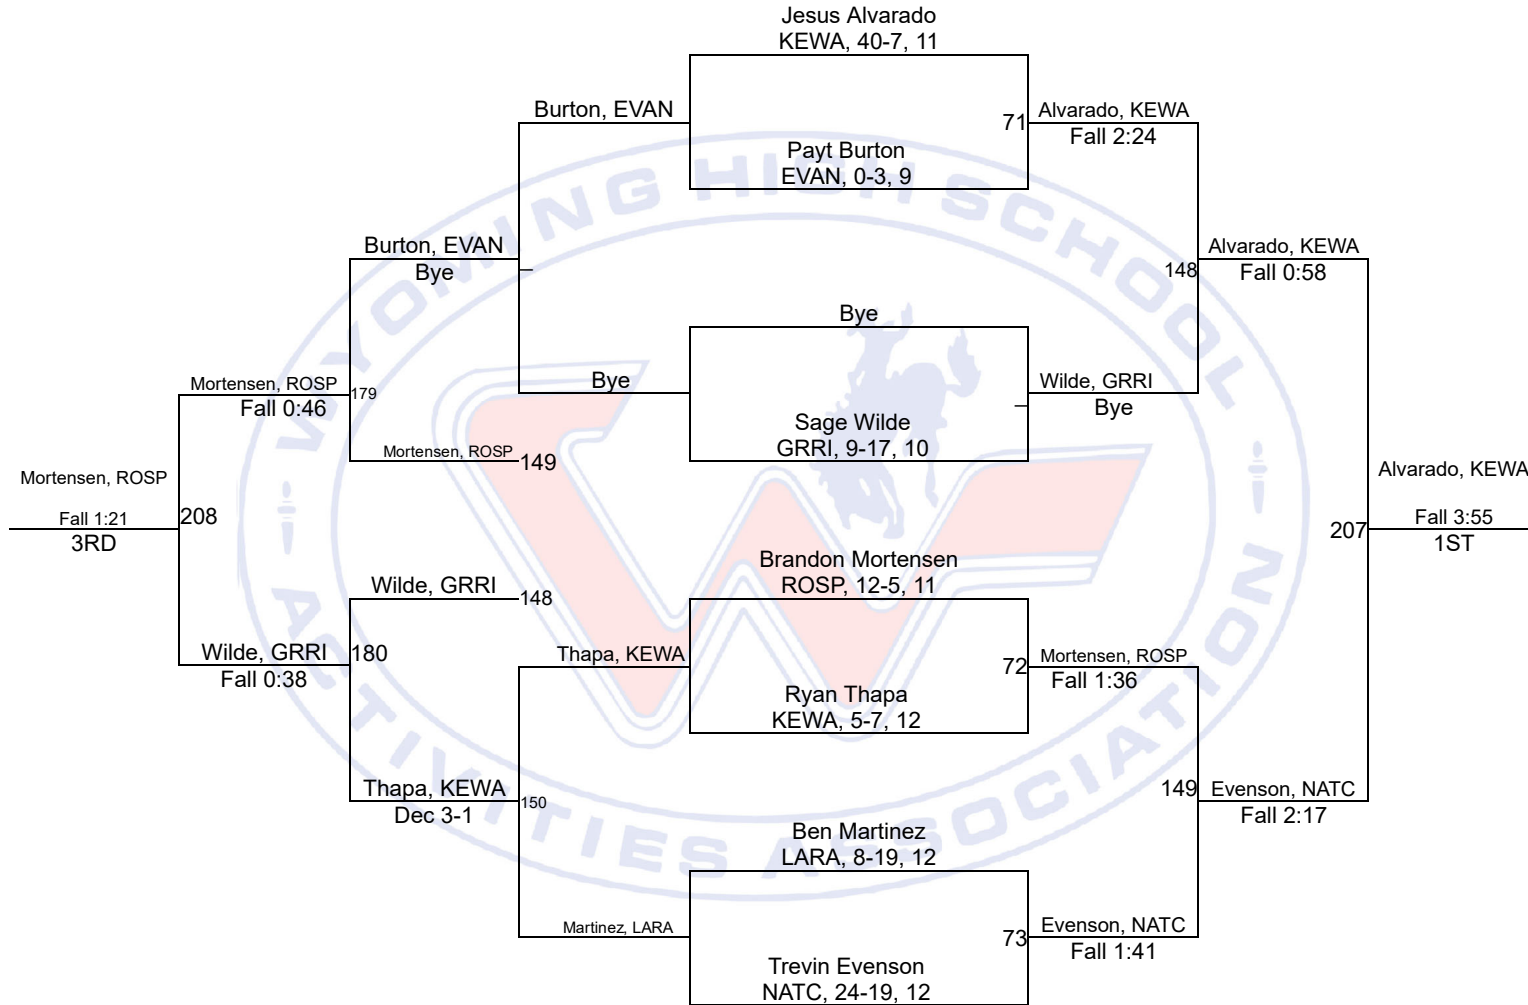 Jesus Alvarado
KEWA, 40-7, 11
Burton, EVAN
71
Alvarado, KEWA
Fall 2:24
Payt Burton
EVAN, 0-3, 9
Burton, EVAN
Bye
148
Alvarado, KEWA
Fall 0:58
Bye
Bye
Wilde, GRRI
Bye
Sage Wilde
GRRI, 9-17, 10
Mortensen, ROSP
Fall 0:46
179
Mortensen, ROSP
149
Mortensen, ROSP
Fall 1:21
3RD
208
Alvarado, KEWA
Fall 3:55
1ST
207
Brandon Mortensen
ROSP, 12-5, 11
Wilde, GRRI
148
Wilde, GRRI
Fall 0:38
180
Thapa, KEWA
72
Mortensen, ROSP
Fall 1:36
Ryan Thapa
KEWA, 5-7, 12
Thapa, KEWA
Dec 3-1
150
149
Evenson, NATC
Fall 2:17
Ben Martinez
LARA, 8-19, 12
Martinez, LARA
73
Evenson, NATC
Fall 1:41
Trevin Evenson
NATC, 24-19, 12
WYOMING HIGH SCHOOL
ACTIVITIES ASSOCIATION